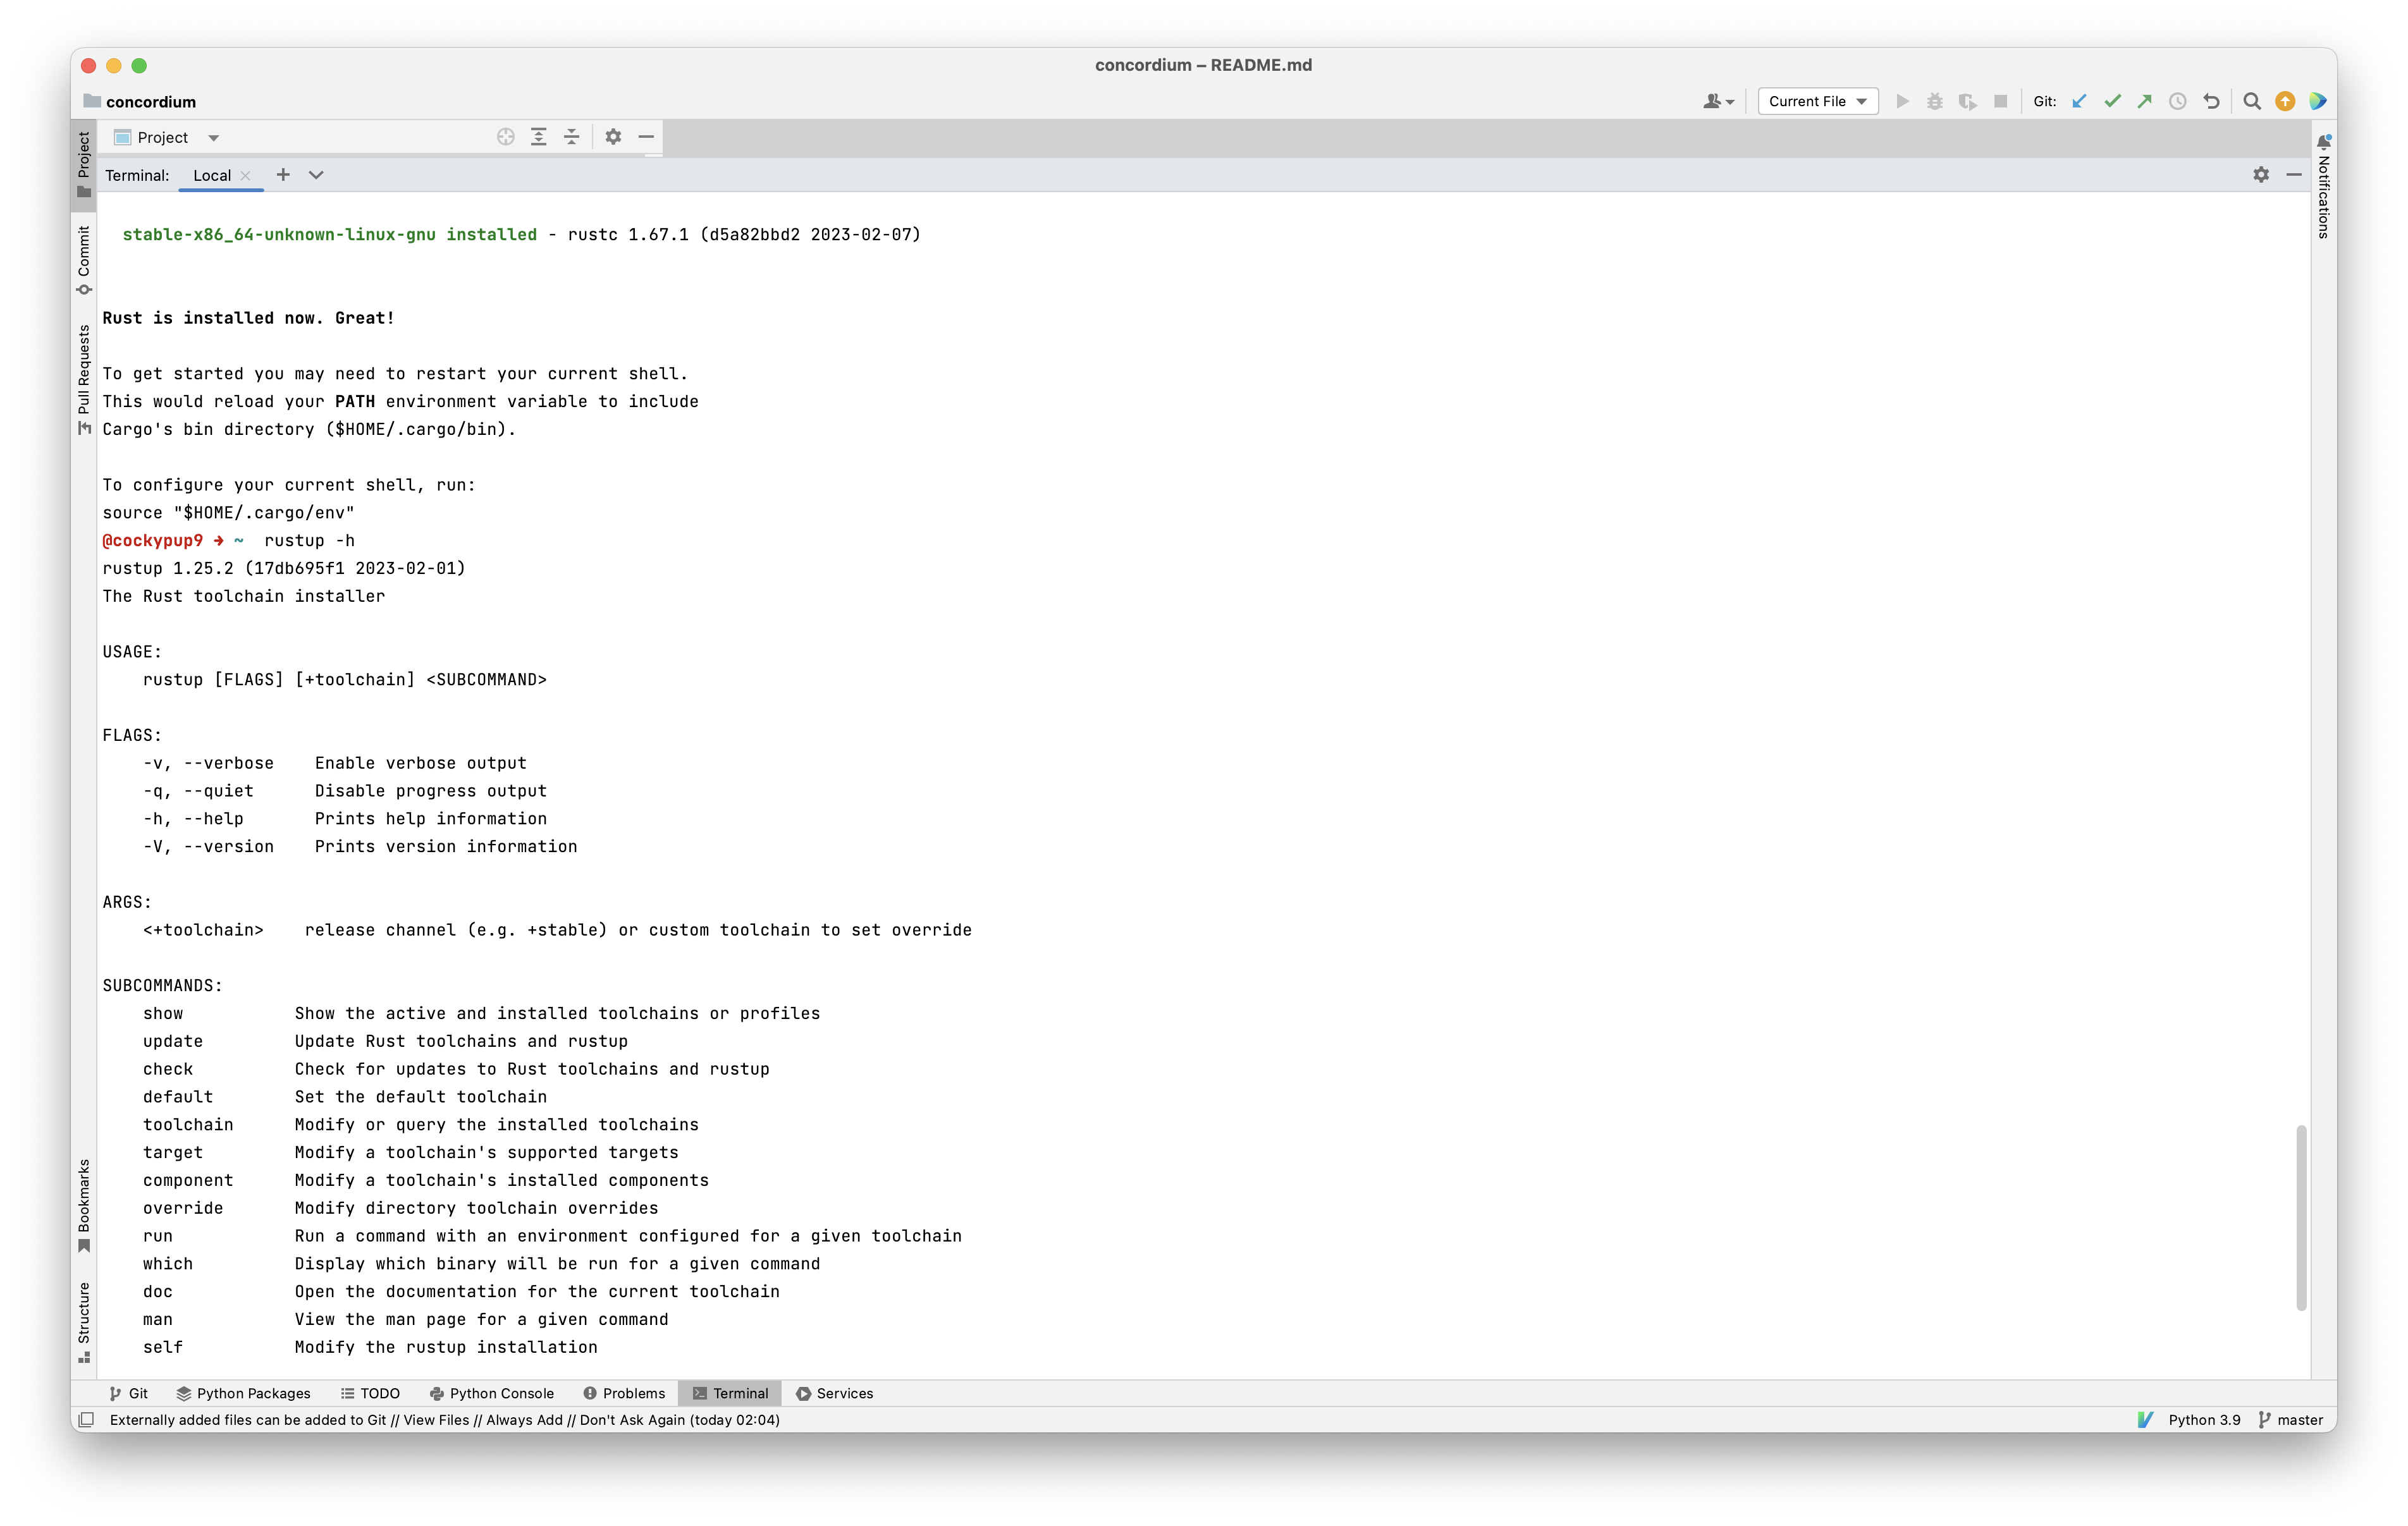 concordium – README.md
concordium
Current File
Git:
Project
Project
Commit
Pull Requests
Bookmarks
Structure
Notifications
Terminal: Local
stable-x86_64-unknown-linux-gnu installed - rustc 1.67.1 (d5a82bbd2 2023-02-07)
Rust is installed now. Great!
To get started you may need to restart your current shell.
This would reload your PATH environment variable to include
Cargo's bin directory ($HOME/.cargo/bin).
To configure your current shell, run:
source "$HOME/.cargo/env"
@cockypup9 ➜ ~ rustup -h
rustup 1.25.2 (17db695f1 2023-02-01)
The Rust toolchain installer
USAGE:
rustup [FLAGS] [+toolchain] <SUBCOMMAND>
FLAGS:
-v, --verbose    Enable verbose output
-q, --quiet      Disable progress output
-h, --help       Prints help information
-V, --version    Prints version information
ARGS:
<+toolchain>    release channel (e.g. +stable) or custom toolchain to set override
SUBCOMMANDS:
show           Show the active and installed toolchains or profiles
update         Update Rust toolchains and rustup
check          Check for updates to Rust toolchains and rustup
default        Set the default toolchain
toolchain      Modify or query the installed toolchains
target         Modify a toolchain's supported targets
component      Modify a toolchain's installed components
override       Modify directory toolchain overrides
run            Run a command with an environment configured for a given toolchain
which          Display which binary will be run for a given command
doc            Open the documentation for the current toolchain
man            View the man page for a given command
self           Modify the rustup installation
Git Python Packages TODO Python Console Problems Terminal Services
Externally added files can be added to Git // View Files // Always Add // Don't Ask Again (today 02:04)
Python 3.9 master